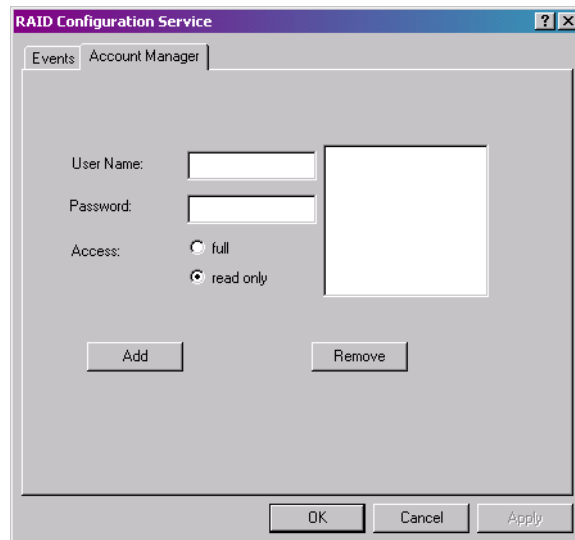 RAID Configuration Service
Events Account Manager
User Name:
Password:
Access:
full
read only
Add Remove
OK Cancel Apply